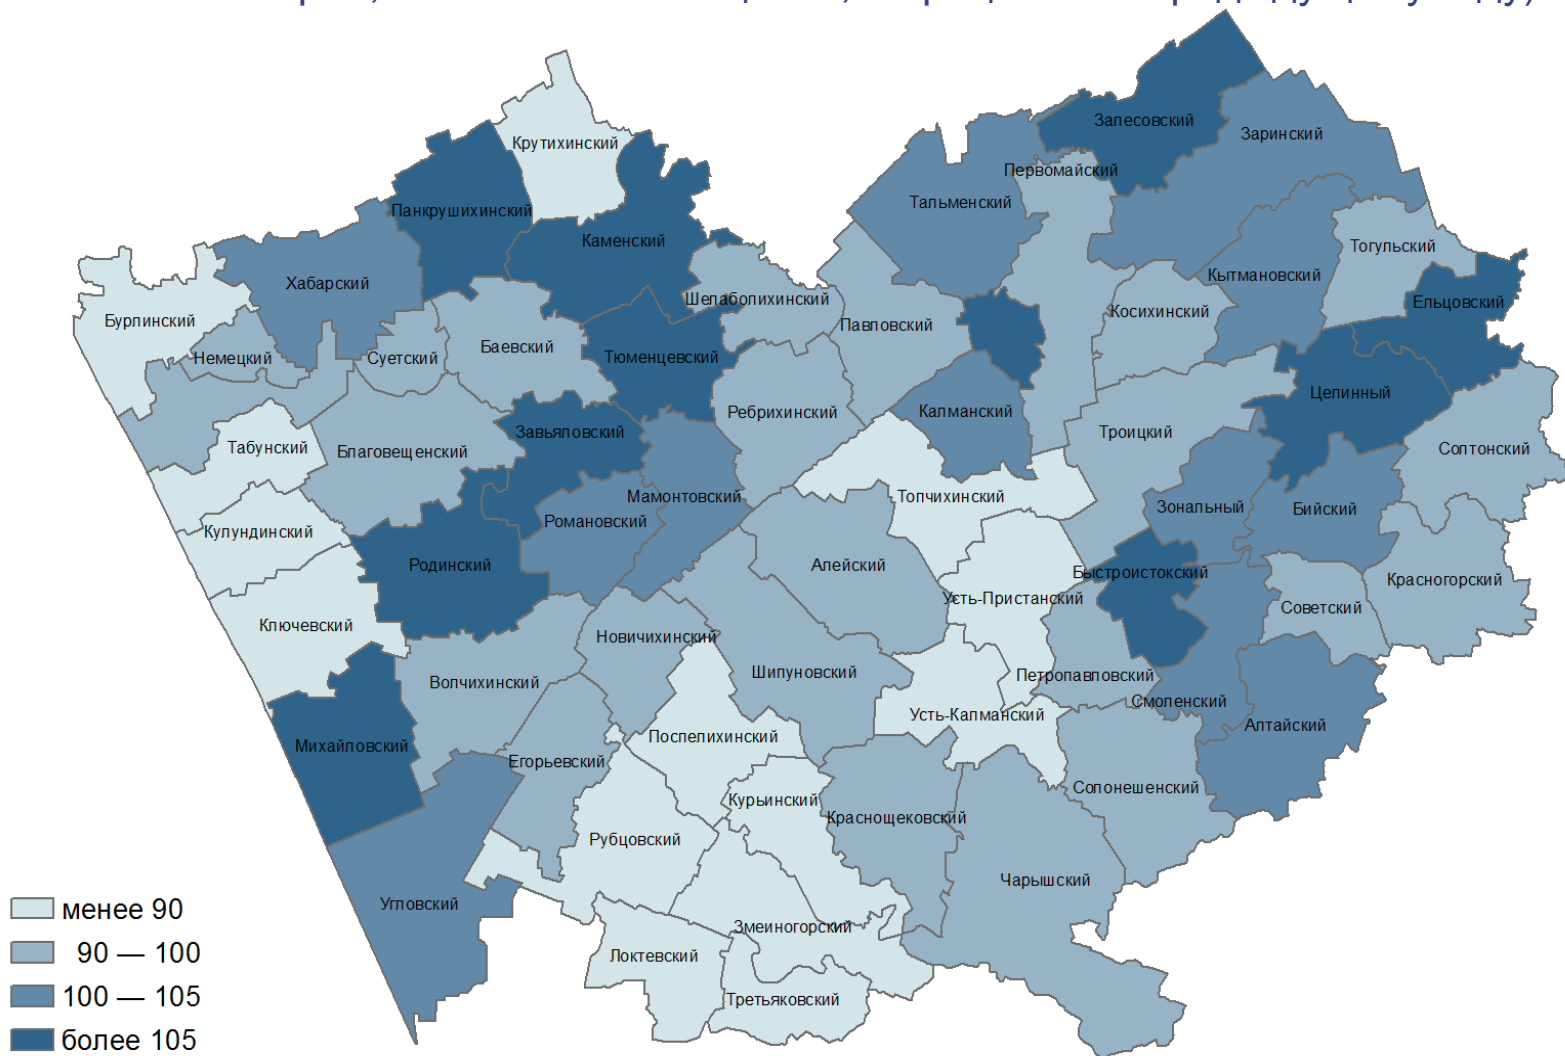 Залесовский
Заринский
Крутихинский
Первомайский
Тальменский
Панкрушихинский
Каменский
Тогульский
Кытмановский
Хабарский
Шелаболихинский
Ельцовский
Косихинский
Бурлинский
Павловский
Баевский
Немецкий
Суетский
Тюменцевский
Целинный
Ребрихинский
Калманский
Завьяловский
Троицкий
Табунский
Благовещенский
Солтонский
Мамонтовский
Топчихинский
Зональный
Бийский
Романовский
Кулундинский
Родинский
Алейский
Быстроистокский
Красногорский
Усть-Пристанский
Советский
Ключевский
Новичихинский
Шипуновский
Петропавловский
Волчихинский
Смоленский
Усть-Калманский
Алтайский
Поспелихинский
Михайловский
Егорьевский
Солонешенский
Курьинский
Краснощековский
Рубцовский
Чарышский
Угловский
Змеиногорский
Локтевский
Третьяковский
менее 90
90 — 100
100 — 105
более 105